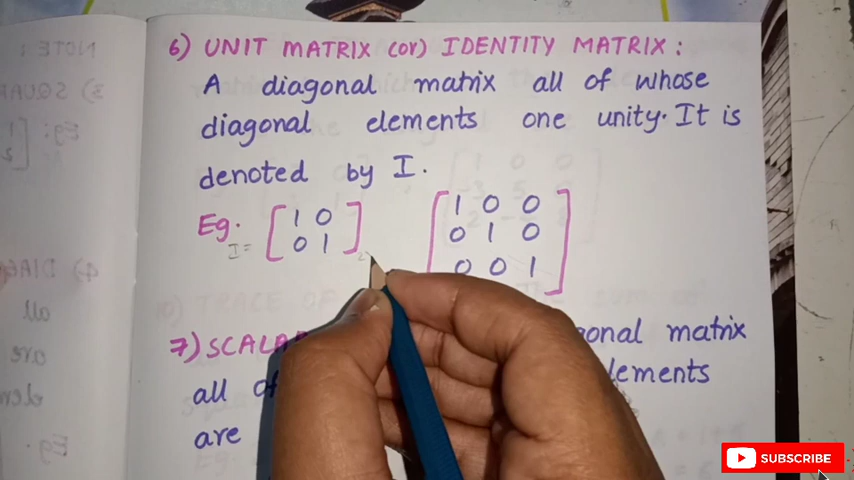 6) UNIT MATRIX (or) IDENTITY MATRIX :
A diagonal matrix all of whose
diagonal elements one unity. It is
denoted by I.
Eg. I = [1 0 [1 0 0
0 1] 0 1 0
0 0 1]
7) SCALAR onal matrix
all of lements
are
SUBSCRIBE